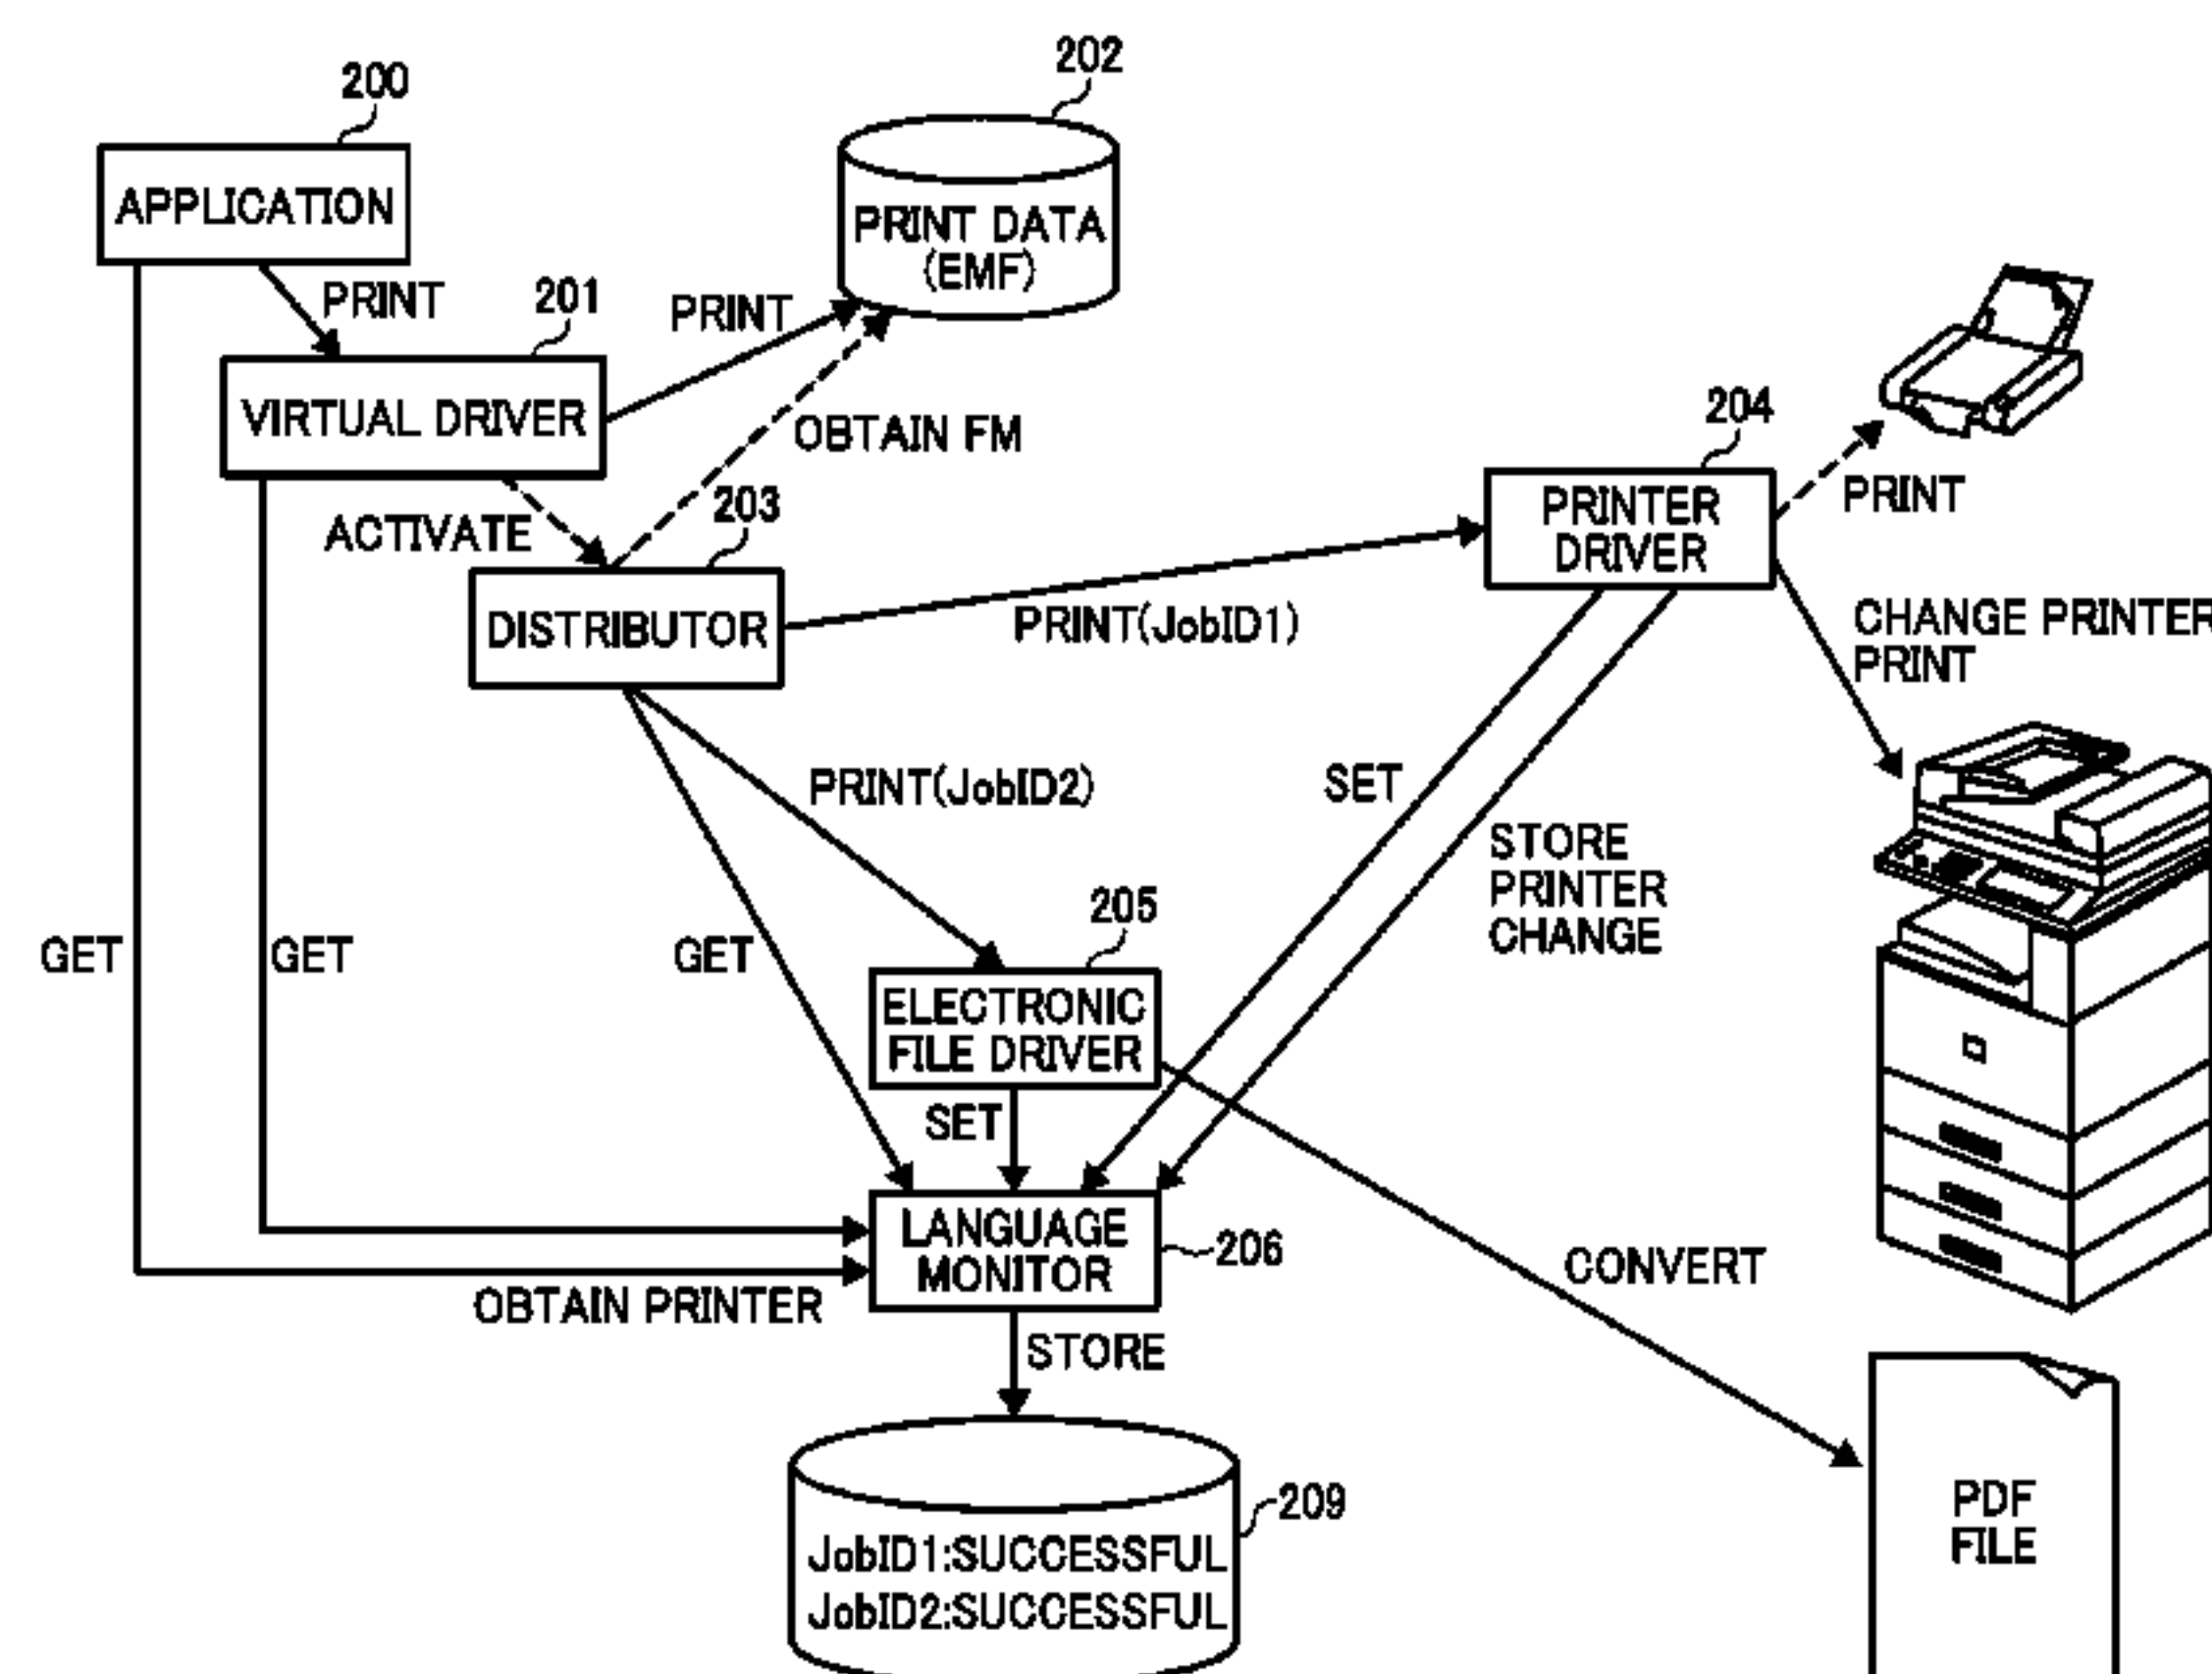 200
202
APPLICATION
PRINT DATA
(EMF)
PRINT
201
PRINT
VIRTUAL DRIVER
OBTAIN FM
204
PRINTER
DRIVER
PRINT
ACTIVATE
203
DISTRIBUTOR
PRINT(JobID1)
CHANGE PRINTER
PRINT
PRINT(JobID2)
SET
STORE
PRINTER
CHANGE
205
GET
GET
GET
ELECTRONIC
FILE DRIVER
SET
LANGUAGE
MONITOR
206
OBTAIN PRINTER
CONVERT
STORE
209
JobID1:SUCCESSFUL
JobID2:SUCCESSFUL
PDF
FILE